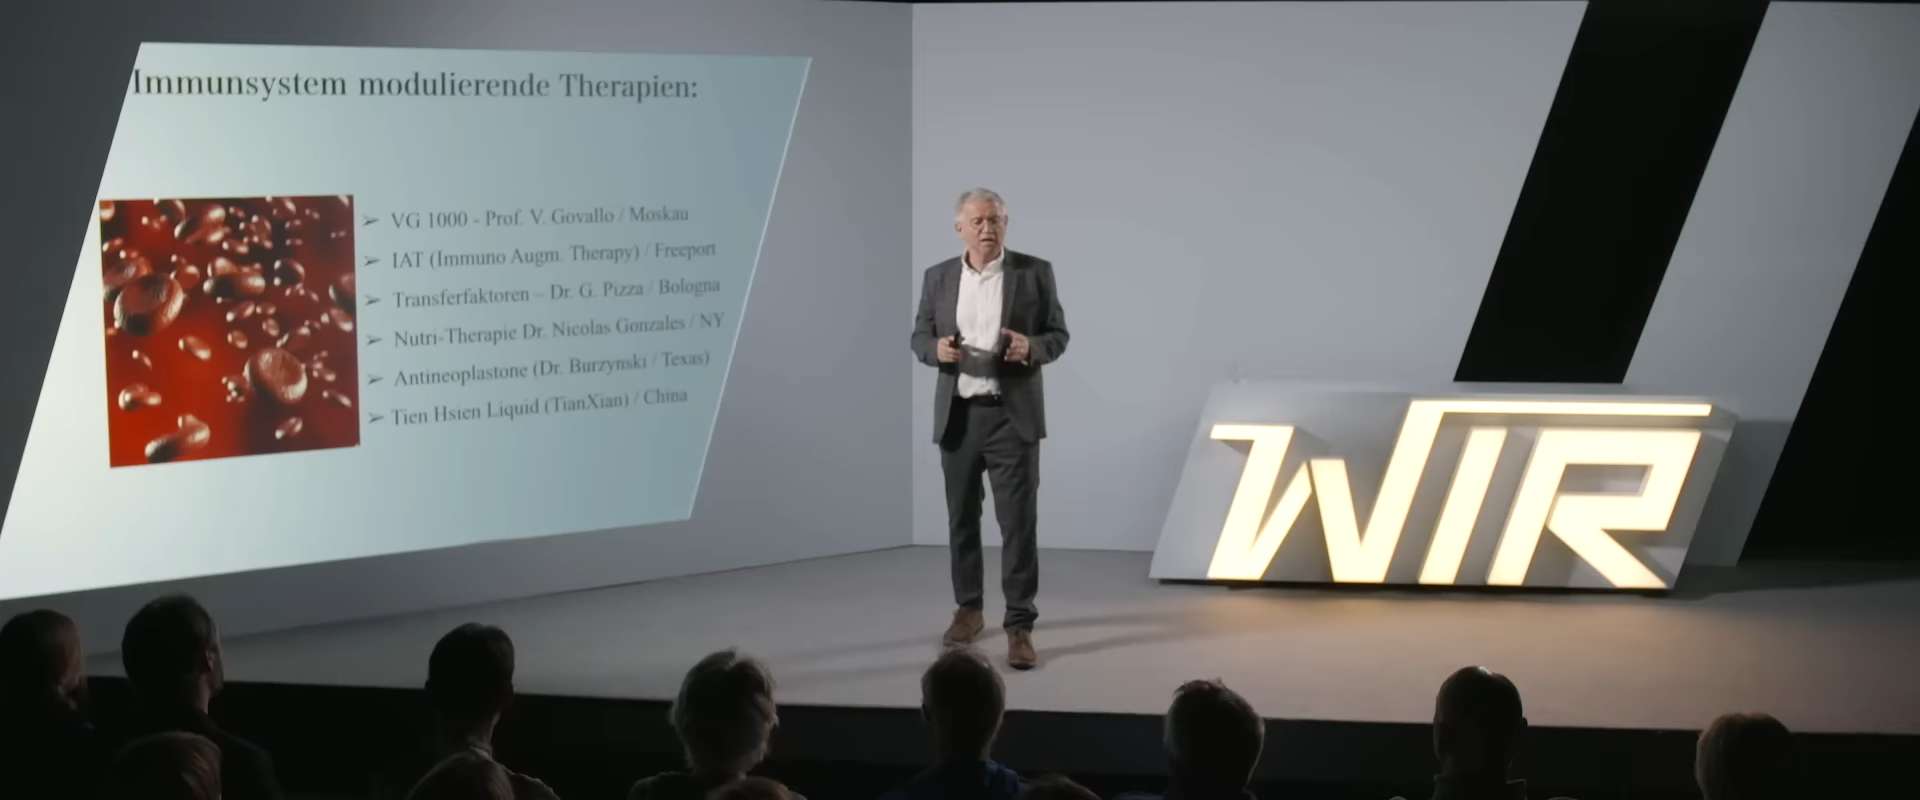 Immunsystem modulierende Therapien:
➢ VG 1000 - Prof. V. Govallo / Moskau
➢ IAT (Immuno Augm. Therapy) / Freeport
➢ Transferfaktoren – Dr. G. Pizza / Bologna
➢ Nutri-Therapie Dr. Nicolas Gonzales / NY
➢ Antineoplastone (Dr. Burzynski / Texas)
➢ Tien Hsien Liquid (TianXian) / China
WIR